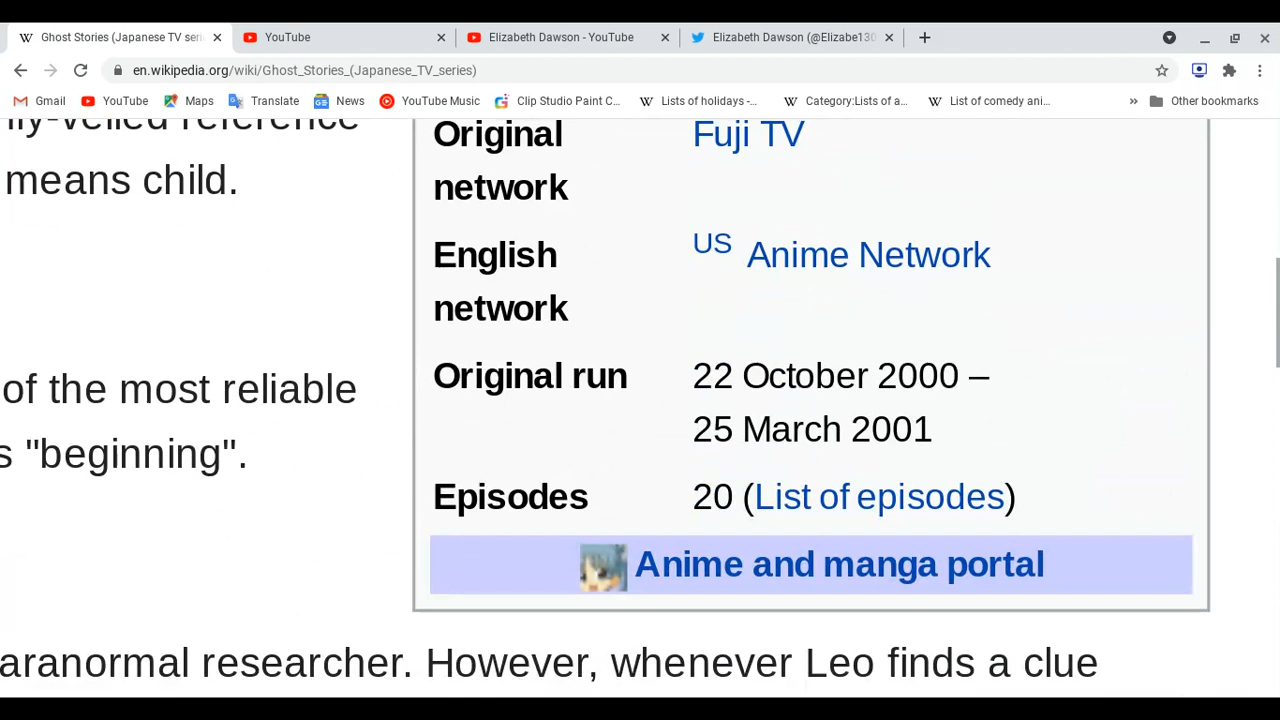 Ghost Stories (Japanese TV seri
YouTube
Elizabeth Dawson - YouTube
Elizabeth Dawson (@Elizabe130
en.wikipedia.org/wiki/Ghost_Stories_(Japanese_TV_series)
Gmail
YouTube
Maps
Translate
News
YouTube Music
Clip Studio Paint C...
Lists of holidays -...
Category:Lists of a...
List of comedy ani...
Other bookmarks
-veiled reference
means child.
of the most reliable
s "beginning".
Original network
Fuji TV
English network
US Anime Network
Original run
22 October 2000 –
25 March 2001
Episodes
20 (List of episodes)
Anime and manga portal
aranormal researcher. However, whenever Leo finds a clue